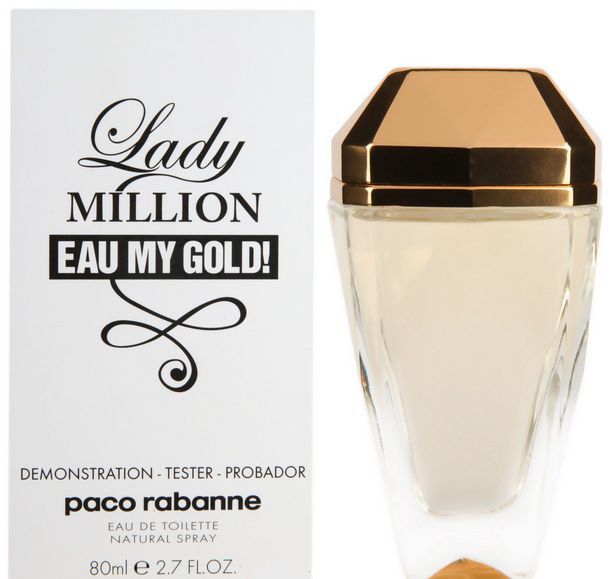 Lady
MILLION
EAU MY GOLD!
DEMONSTRATION - TESTER - PROBADOR
paco rabanne
EAU DE TOILETTE
NATURAL SPRAY
80ml ℮ 2.7 FL.OZ.